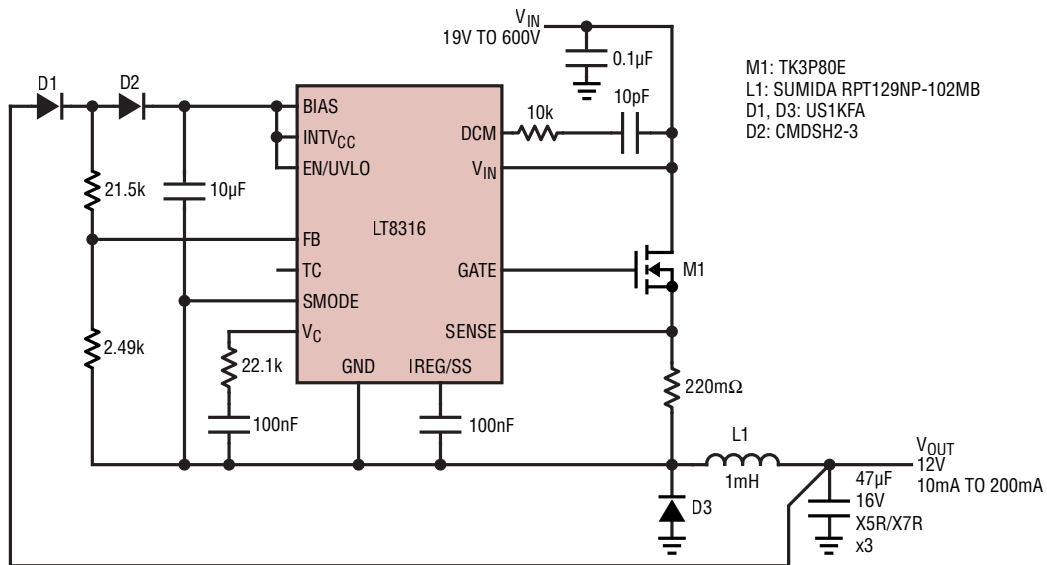 V_IN
19V TO 600V
0.1µF
M1: TK3P80E
L1: SUMIDA RPT129NP-102MB
D1, D3: US1KFA
D2: CMDSH2-3
D1
D2
BIAS
INTV_CC
EN/UVLO
10k
10pF
DCM
V_IN
21.5k
10µF
LT8316
FB
TC
GATE
M1
SMODE
V_C
SENSE
2.49k
22.1k
GND
IREG/SS
220mΩ
100nF
100nF
L1
1mH
V_OUT
12V
10mA TO 200mA
D3
47µF
16V
X5R/X7R
x3